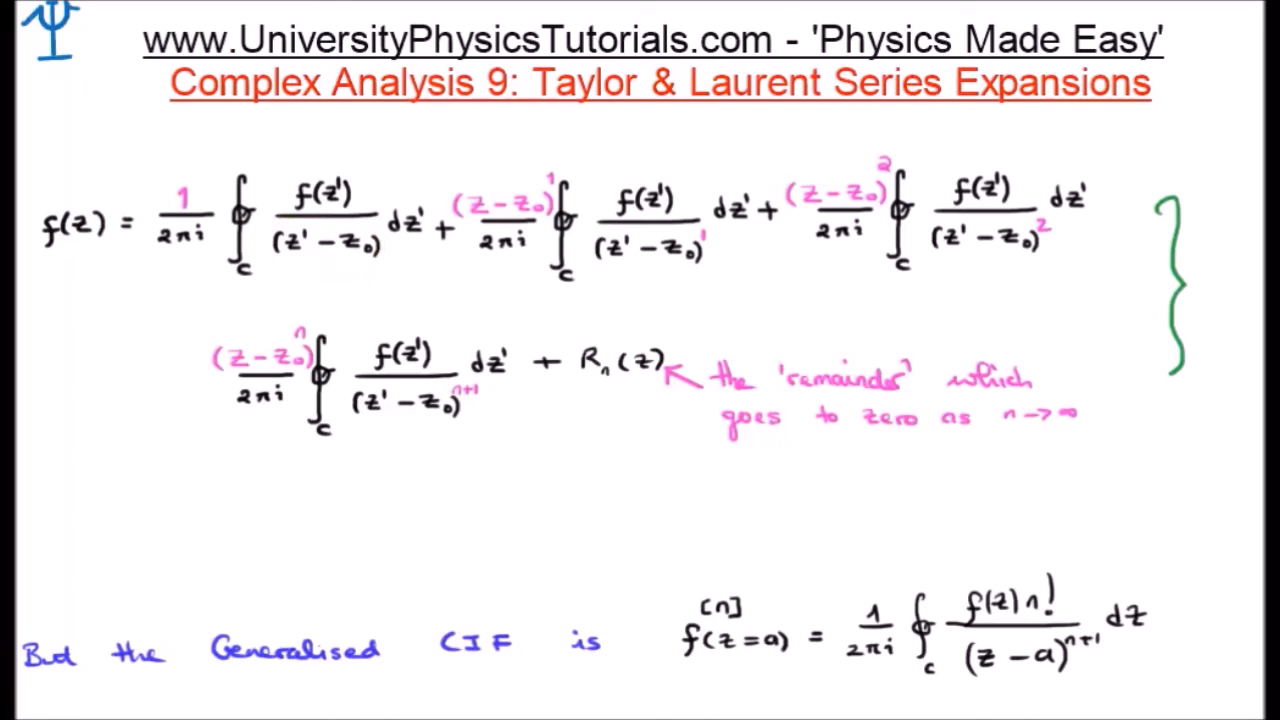 www.UniversityPhysicsTutorials.com - 'Physics Made Easy'
Complex Analysis 9: Taylor & Laurent Series Expansions
f(z) = 1/2πi ∮_C f(z')/(z' - z₀) dz' + (z - z₀)¹/2πi ∮_C f(z')/(z' - z₀)¹ dz' + (z - z₀)²/2πi ∮_C f(z')/(z' - z₀)² dz' }
(z - z₀)ⁿ/2πi ∮_C f(z')/(z' - z₀)ⁿ⁺¹ dz' + Rₙ(z) the 'remainder' which
goes to zero as n → ∞
But the Generalised CIF is f^[n](z=a) = 1/2πi ∮_C f(z) n!/(z - a)ⁿ⁺¹ dz